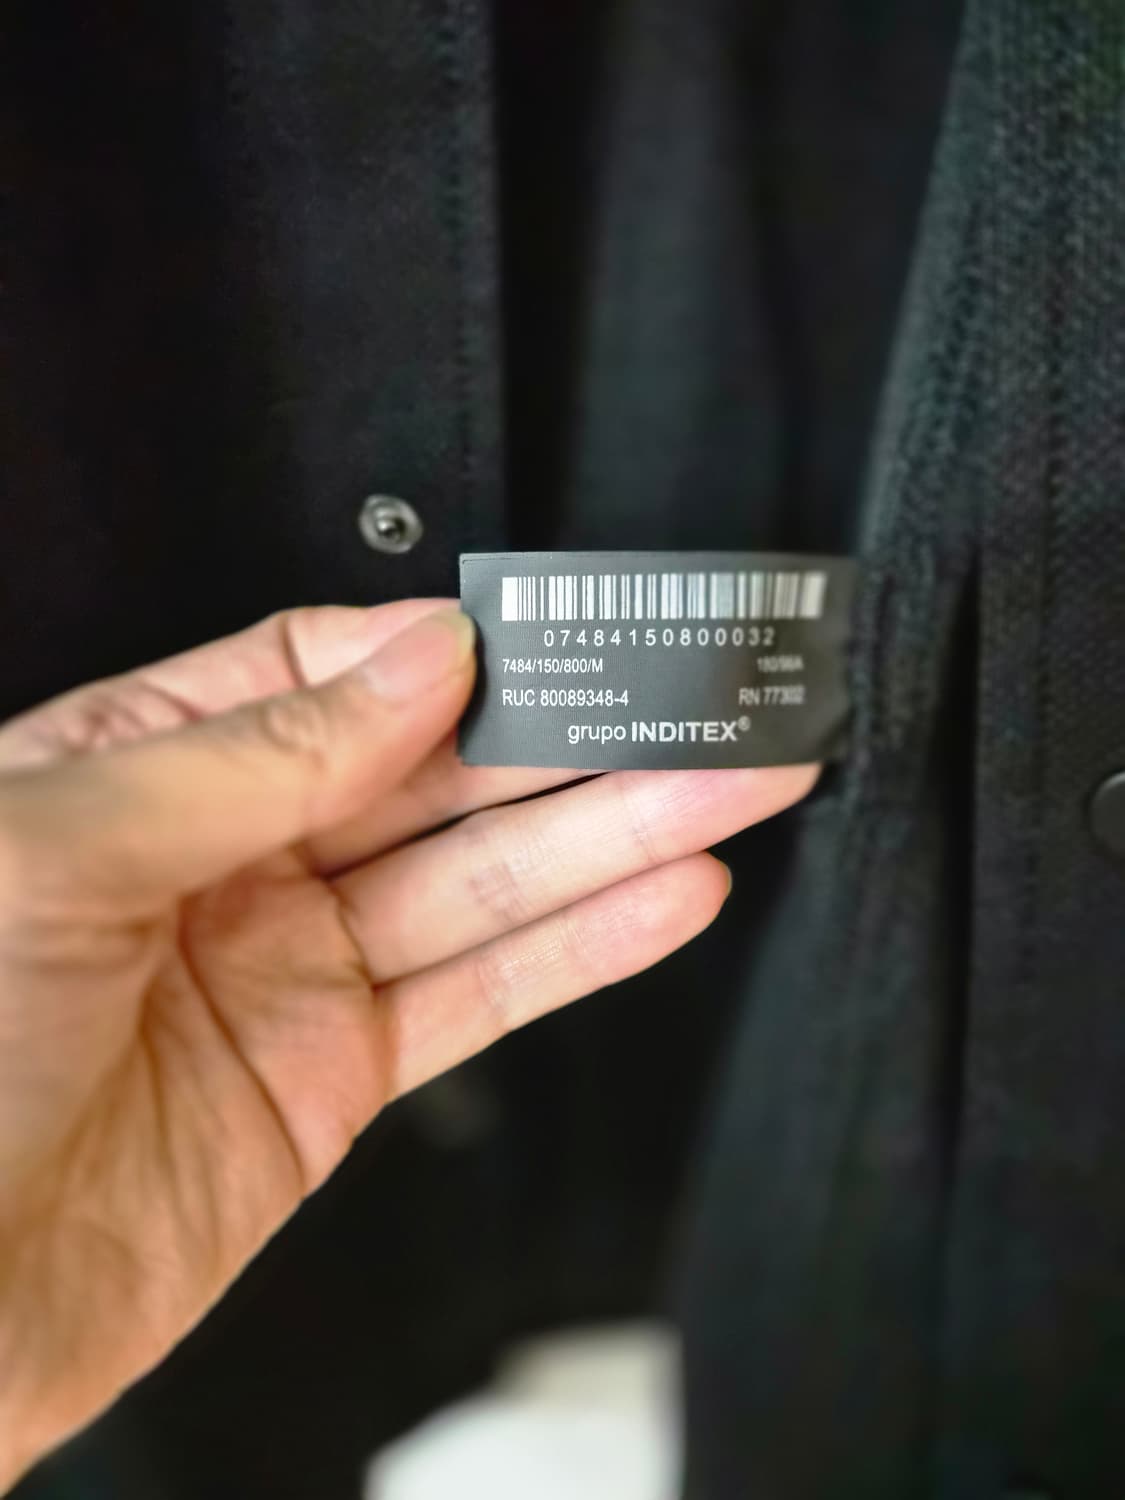 07484150800032
7484/150/800/M 180/96A
RUC 80089348-4 RN 77302
grupo INDITEX®